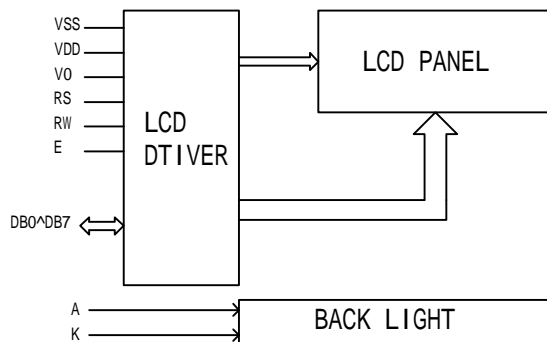 VSS
VDD
VO
RS
RW
E
DB0^DB7
LCD
DTIVER
LCD PANEL
A
K
BACK LIGHT